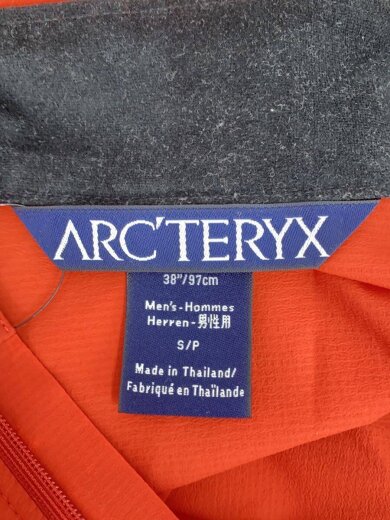 ARC'TERYX
38"/97cm
Men's-Hommes
Herren-男性用
S/P
Made in Thailand/
Fabriqué en Thaïlande